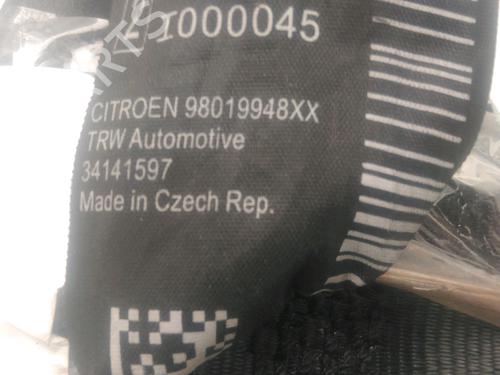 1000045
CITROEN 98019948XX
TRW Automotive
34141597
Made in Czech Rep.